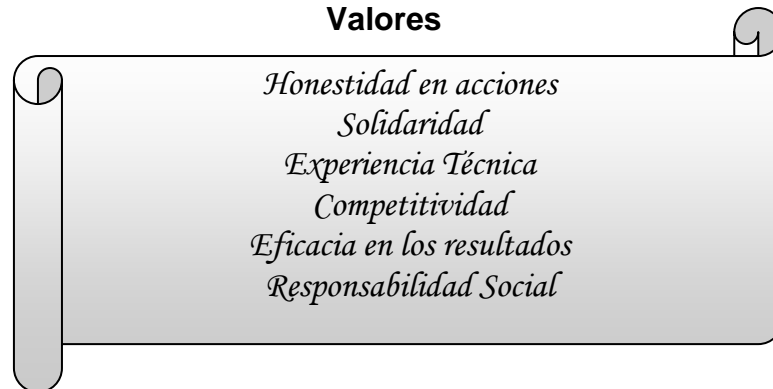 Valores
Honestidad en acciones
Solidaridad
Experiencia Técnica
Competitividad
Eficacia en los resultados
Responsabilidad Social